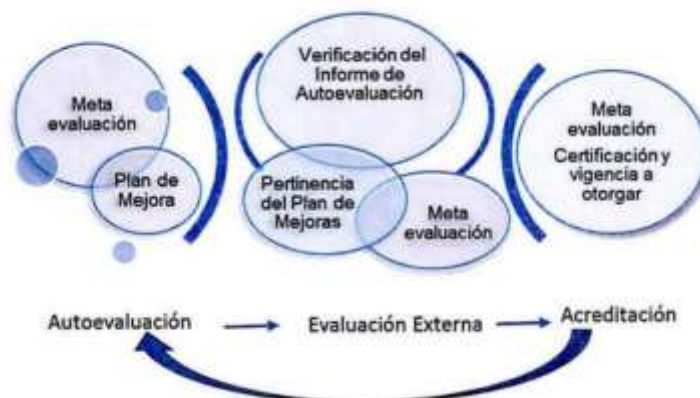 Meta
evaluación
Plan de
Mejora
Verificación del
Informe de
Autoevaluación
Pertinencia
del Plan de
Mejoras
Meta
evaluación
Meta
evaluación
Certificación y
vigencia a
otorgar
Autoevaluación
Evaluación Externa
Acreditación